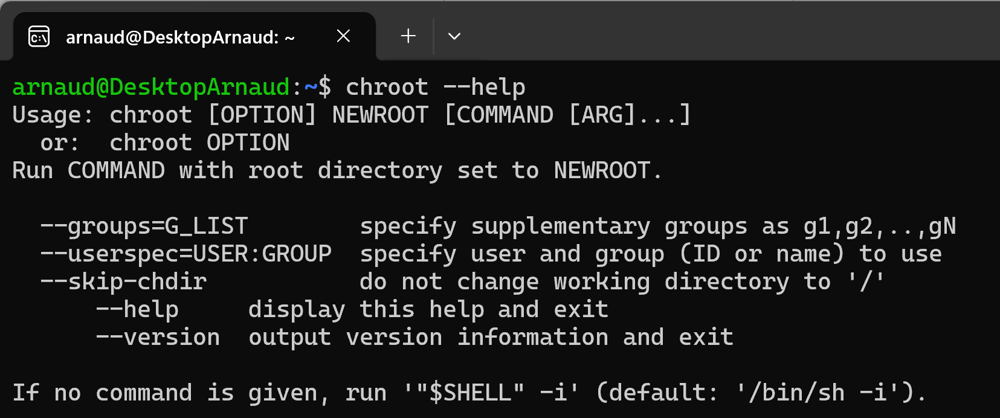 arnaud@DesktopArnaud: ~
arnaud@DesktopArnaud:~$ chroot --help
Usage: chroot [OPTION] NEWROOT [COMMAND [ARG]...]
  or:  chroot OPTION
Run COMMAND with root directory set to NEWROOT.

  --groups=G_LIST        specify supplementary groups as g1,g2,..,gN
  --userspec=USER:GROUP  specify user and group (ID or name) to use
  --skip-chdir           do not change working directory to '/'
      --help     display this help and exit
      --version  output version information and exit

If no command is given, run '"$SHELL" -i' (default: '/bin/sh -i').